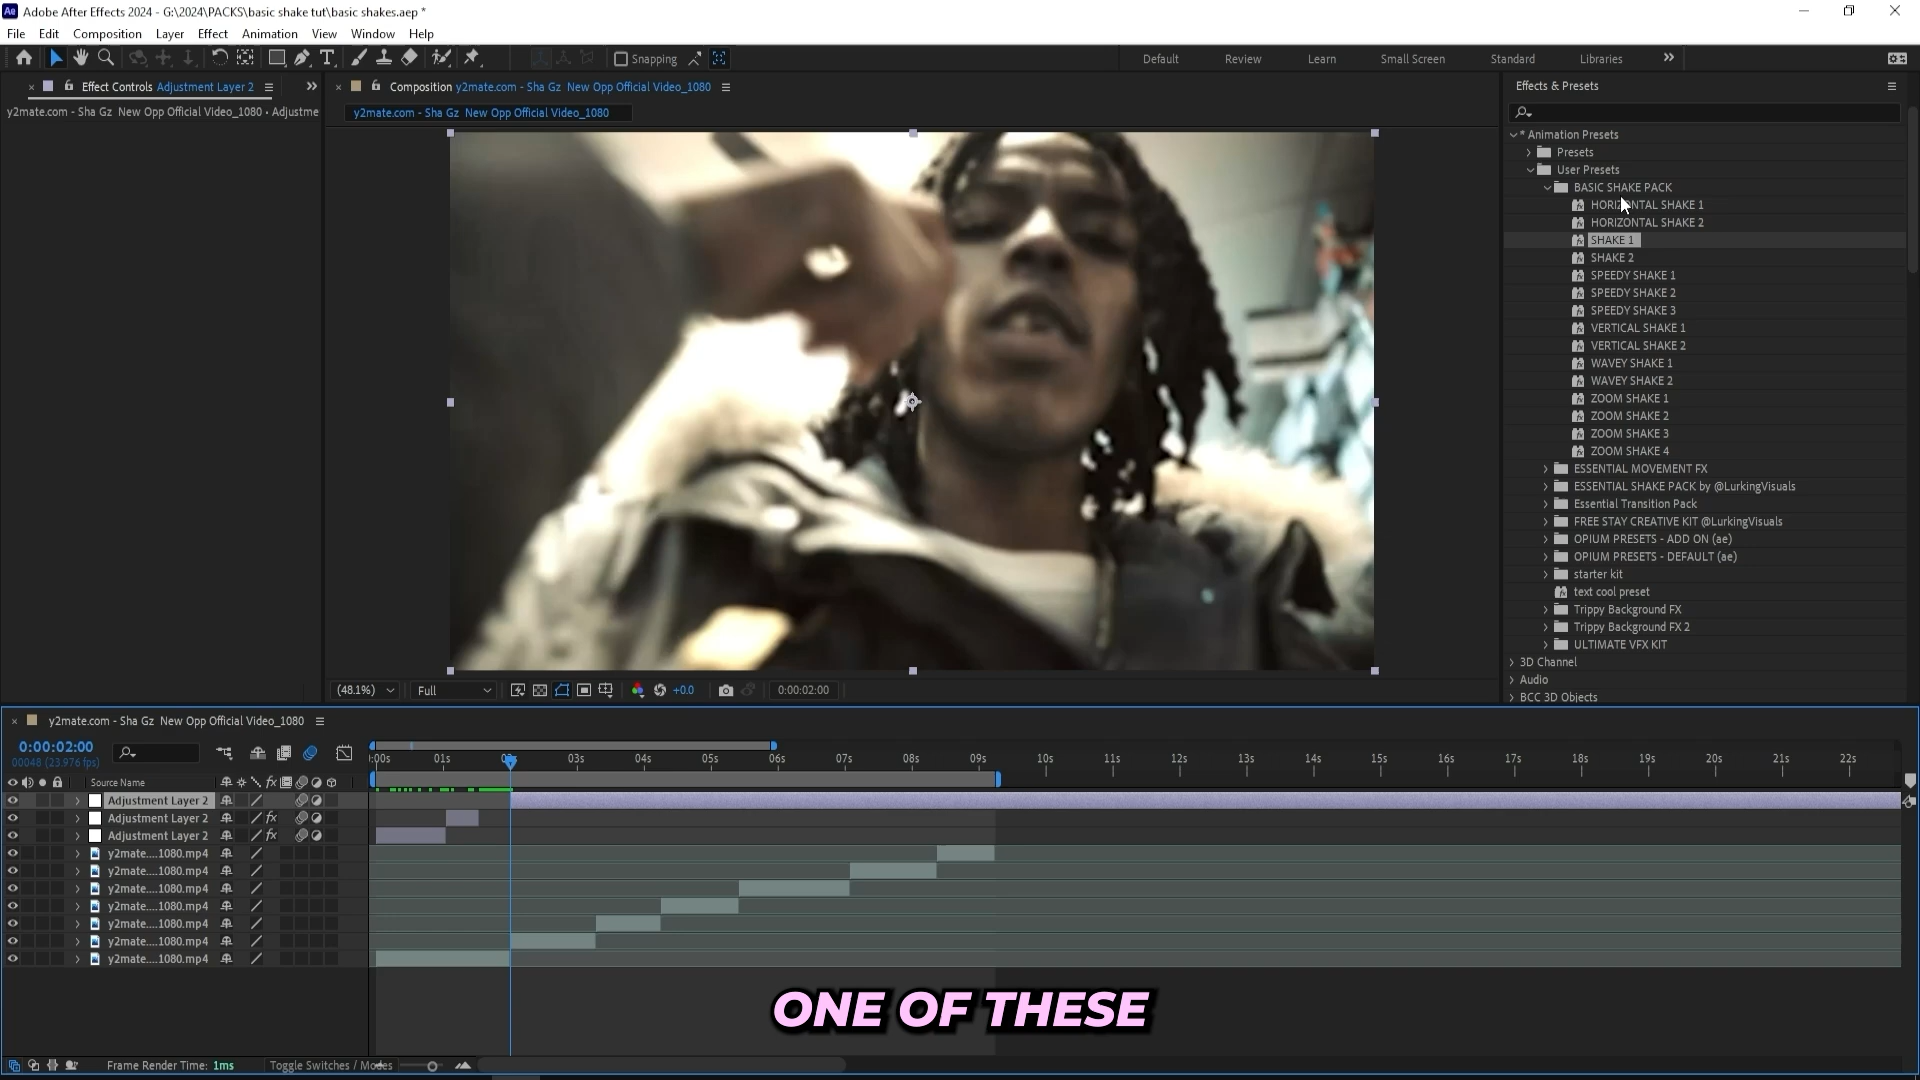 Ae Adobe After Effects 2024 - G:\2024\PACKS\basic shake tut\basic shakes.aep *
File Edit Composition Layer Effect Animation View Window Help
Snapping Default Review Learn Small Screen Standard Libraries
Effect Controls Adjustment Layer 2
y2mate.com - Sha Gz New Opp Official Video_1080 • Adjustme
Composition y2mate.com - Sha Gz New Opp Official Video_1080
y2mate.com - Sha Gz New Opp Official Video_1080
Effects & Presets
* Animation Presets
Presets
User Presets
BASIC SHAKE PACK
HORIZONTAL SHAKE 1
HORIZONTAL SHAKE 2
SHAKE 1
SHAKE 2
SPEEDY SHAKE 1
SPEEDY SHAKE 2
SPEEDY SHAKE 3
VERTICAL SHAKE 1
VERTICAL SHAKE 2
WAVEY SHAKE 1
WAVEY SHAKE 2
ZOOM SHAKE 1
ZOOM SHAKE 2
ZOOM SHAKE 3
ZOOM SHAKE 4
ESSENTIAL MOVEMENT FX
ESSENTIAL SHAKE PACK by @LurkingVisuals
Essential Transition Pack
FREE STAY CREATIVE KIT @LurkingVisuals
OPIUM PRESETS - ADD ON (ae)
OPIUM PRESETS - DEFAULT (ae)
starter kit
text cool preset
Trippy Background FX
Trippy Background FX 2
ULTIMATE VFX KIT
3D Channel
Audio
BCC 3D Objects
(48.1%) Full +0.0 0:00:02:00
y2mate.com - Sha Gz New Opp Official Video_1080
0:00:02:00
00048 (23.976 fps)
:00s 01s 03s 04s 05s 06s 07s 08s 09s 10s 11s 12s 13s 14s 15s 16s 17s 18s 19s 20s 21s 22s
Source Name fx
Adjustment Layer 2
Adjustment Layer 2 fx
Adjustment Layer 2 fx
y2mate....1080.mp4
y2mate....1080.mp4
y2mate....1080.mp4
y2mate....1080.mp4
y2mate....1080.mp4
y2mate....1080.mp4
y2mate....1080.mp4
ONE OF THESE
Frame Render Time: 1ms Toggle Switches / Modes